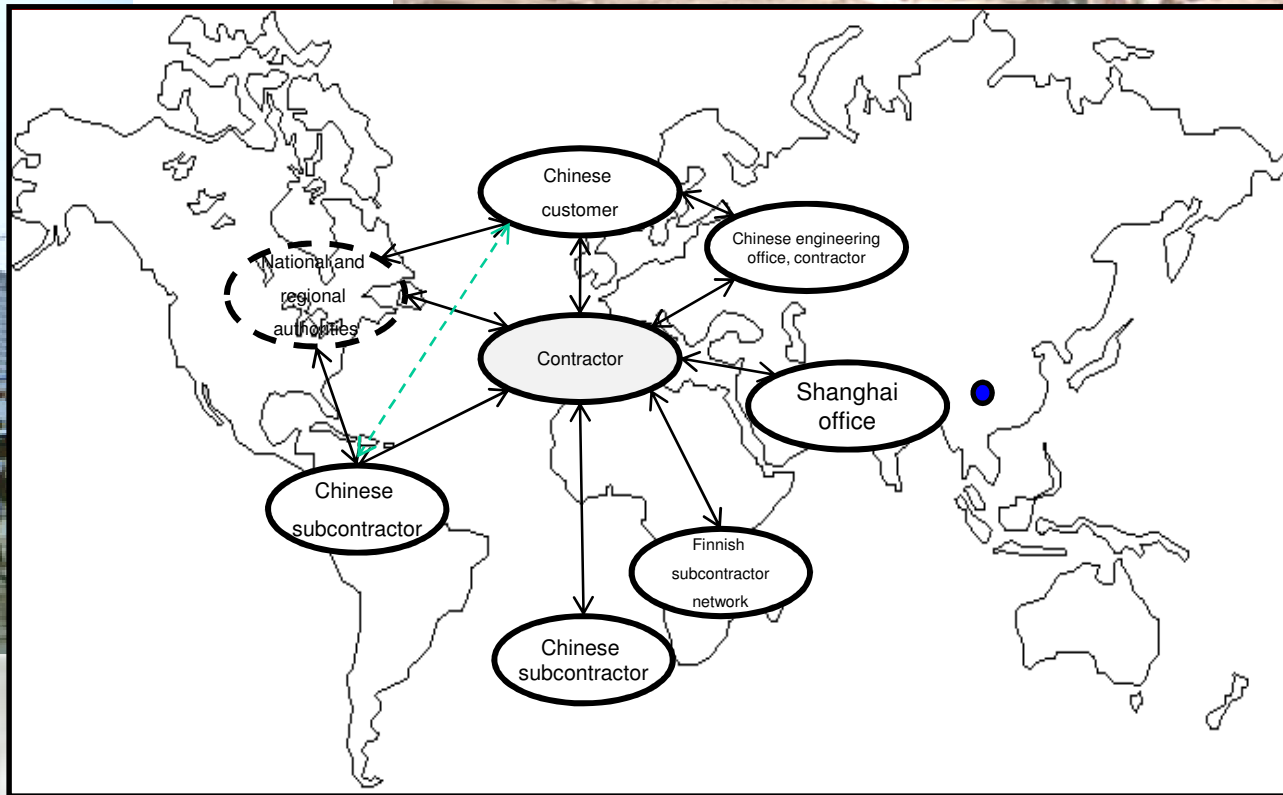 Chinese
customer
Chinese engineering
office, contractor
National and
regional
authorities
Contractor
Shanghai
office
Chinese
subcontractor
Finnish
subcontractor
network
Chinese
subcontractor